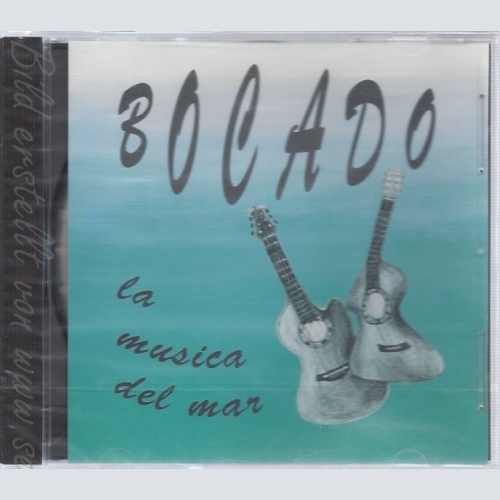 BOCADO
la
musica
del mar
Bild erstellt von www.se